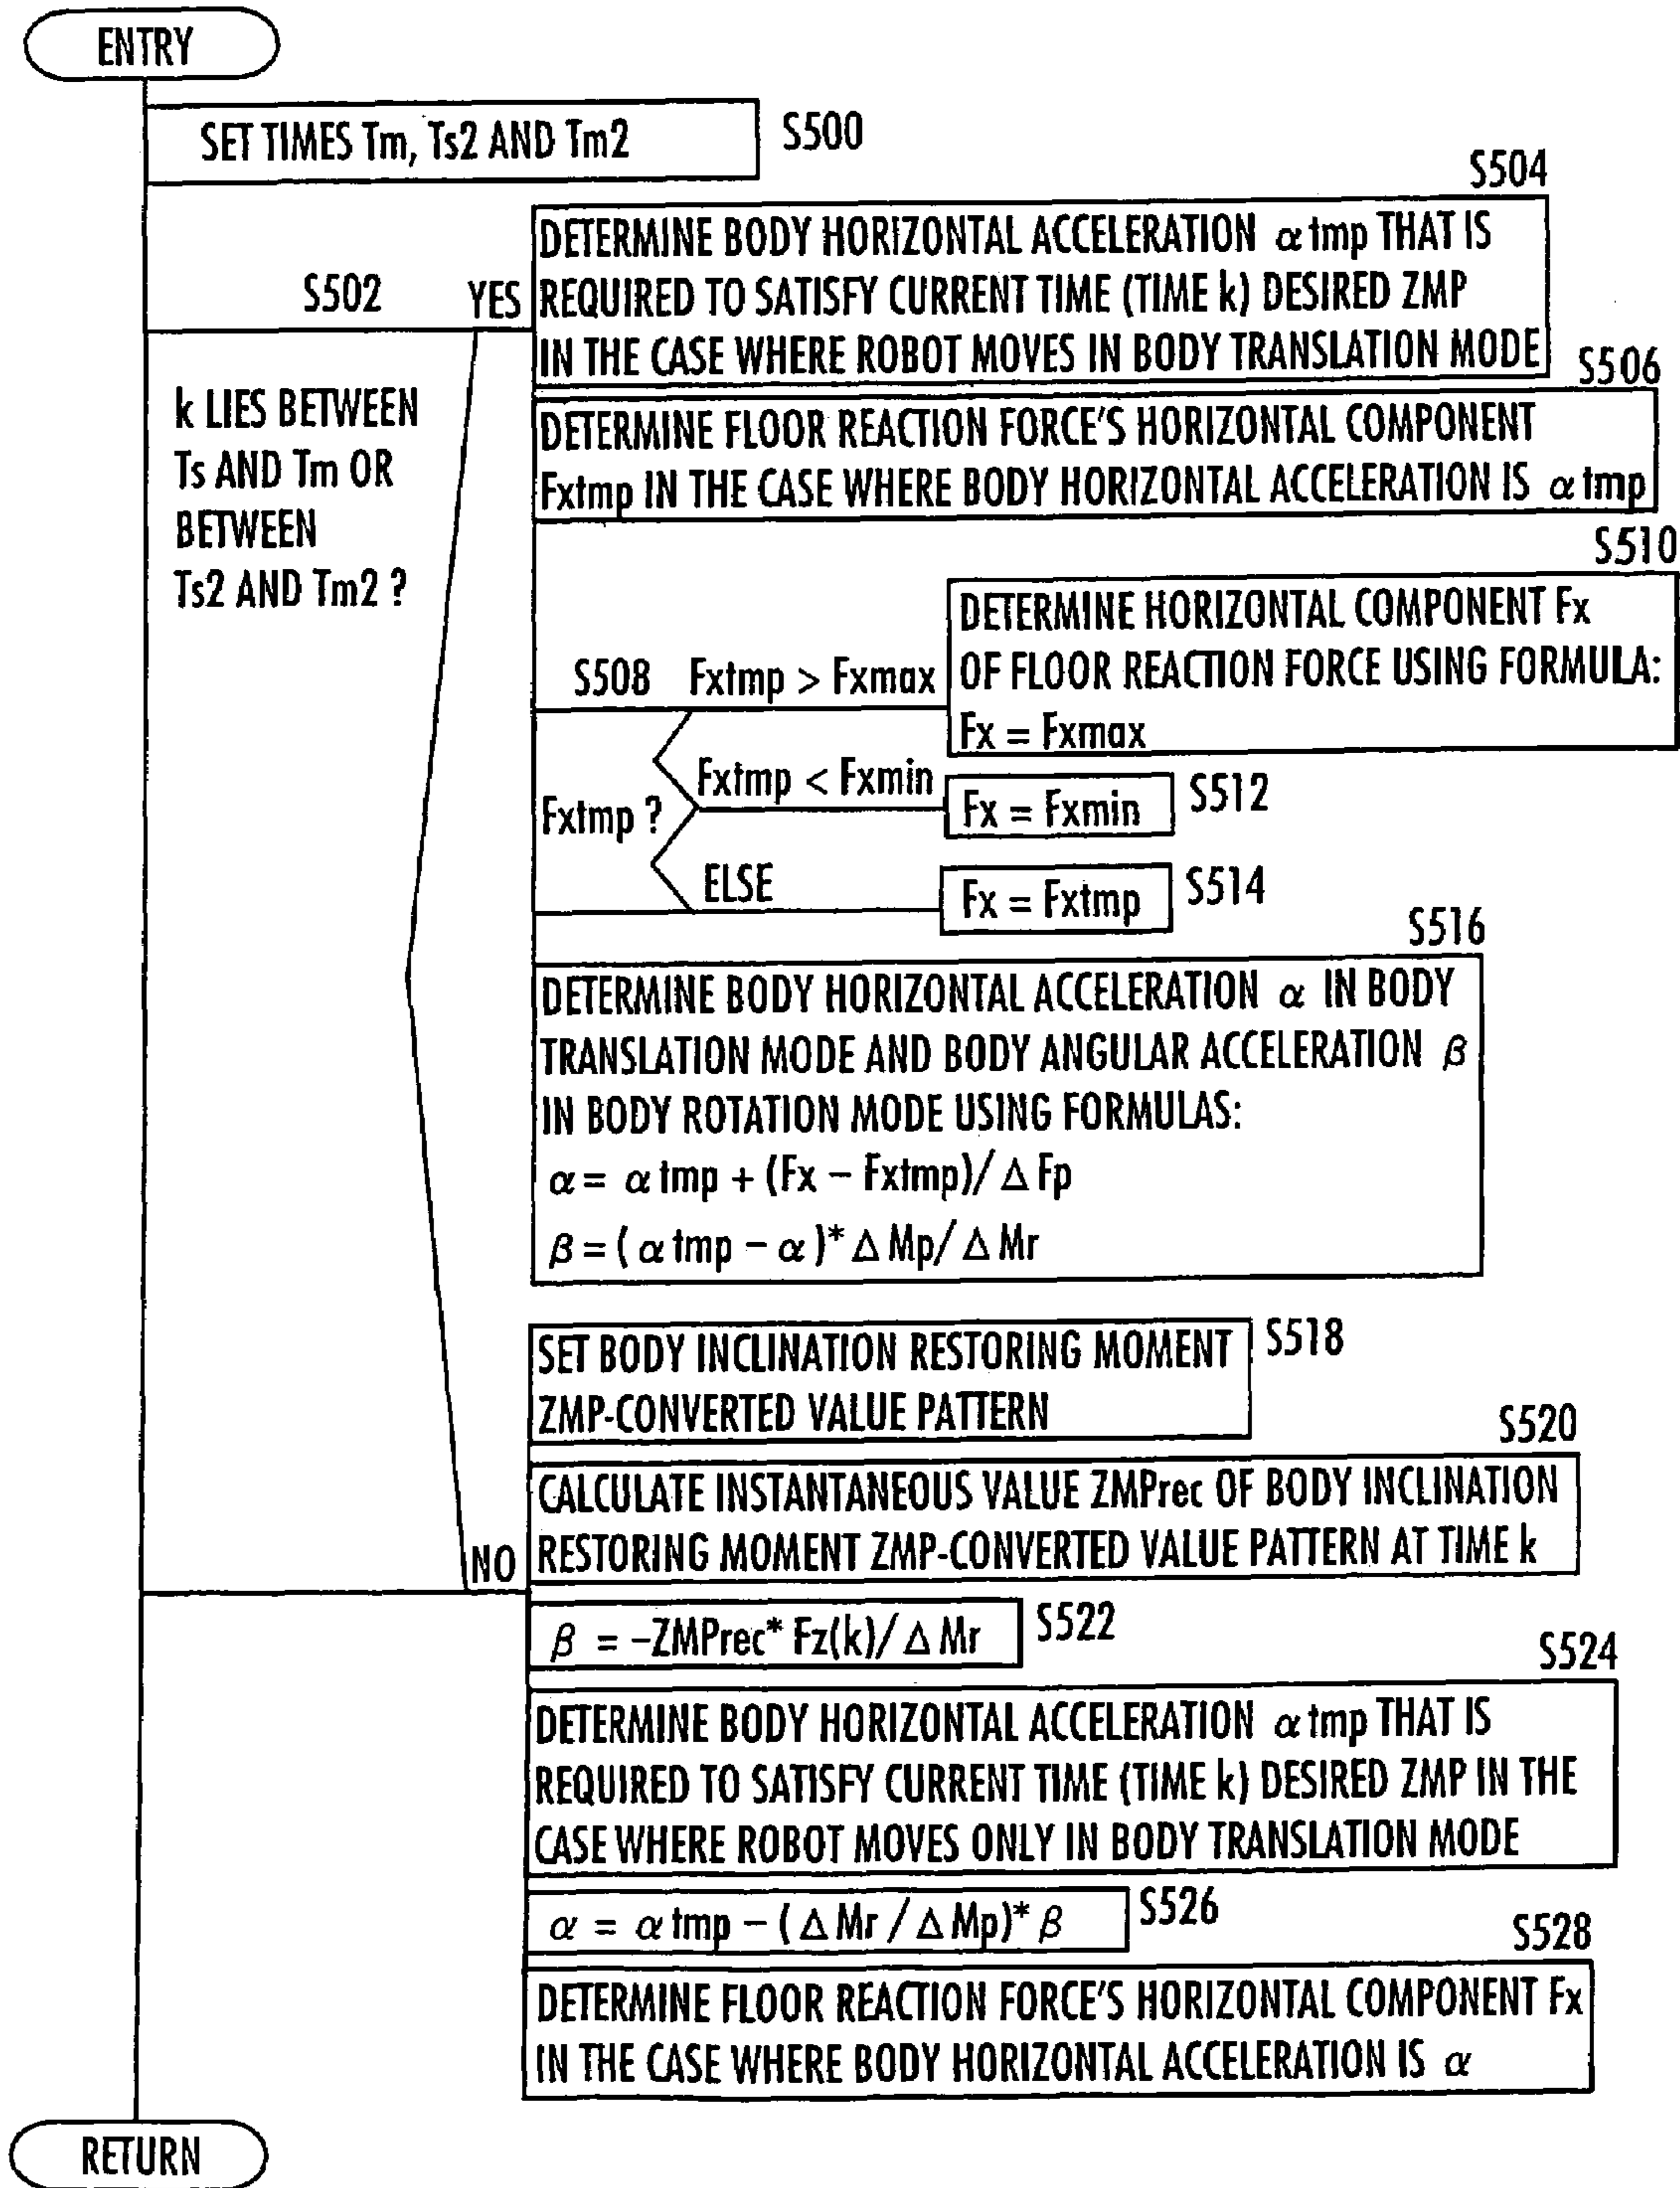 ENTRY
SET TIMES Tm, Ts2 AND Tm2
S500
S504
DETERMINE BODY HORIZONTAL ACCELERATION αtmp THAT IS
REQUIRED TO SATISFY CURRENT TIME (TIME k) DESIRED ZMP
IN THE CASE WHERE ROBOT MOVES IN BODY TRANSLATION MODE
S502
YES
k LIES BETWEEN
Ts AND Tm OR
BETWEEN
Ts2 AND Tm2 ?
S506
DETERMINE FLOOR REACTION FORCE'S HORIZONTAL COMPONENT
Fxtmp IN THE CASE WHERE BODY HORIZONTAL ACCELERATION IS αtmp
S510
DETERMINE HORIZONTAL COMPONENT Fx
OF FLOOR REACTION FORCE USING FORMULA:
Fx = Fxmax
S508
Fxtmp > Fxmax
Fxtmp ?
Fxtmp < Fxmin
Fx = Fxmin
S512
ELSE
Fx = Fxtmp
S514
S516
DETERMINE BODY HORIZONTAL ACCELERATION α IN BODY
TRANSLATION MODE AND BODY ANGULAR ACCELERATION β
IN BODY ROTATION MODE USING FORMULAS:
α = αtmp + (Fx − Fxtmp)/ΔFp
β = (αtmp − α)*ΔMp/ΔMr
SET BODY INCLINATION RESTORING MOMENT
ZMP-CONVERTED VALUE PATTERN
S518
S520
CALCULATE INSTANTANEOUS VALUE ZMPrec OF BODY INCLINATION
RESTORING MOMENT ZMP-CONVERTED VALUE PATTERN AT TIME k
NO
β = −ZMPrec* Fz(k)/ΔMr
S522
S524
DETERMINE BODY HORIZONTAL ACCELERATION αtmp THAT IS
REQUIRED TO SATISFY CURRENT TIME (TIME k) DESIRED ZMP IN THE
CASE WHERE ROBOT MOVES ONLY IN BODY TRANSLATION MODE
α = αtmp − (ΔMr/ΔMp)*β
S526
S528
DETERMINE FLOOR REACTION FORCE'S HORIZONTAL COMPONENT Fx
IN THE CASE WHERE BODY HORIZONTAL ACCELERATION IS α
RETURN